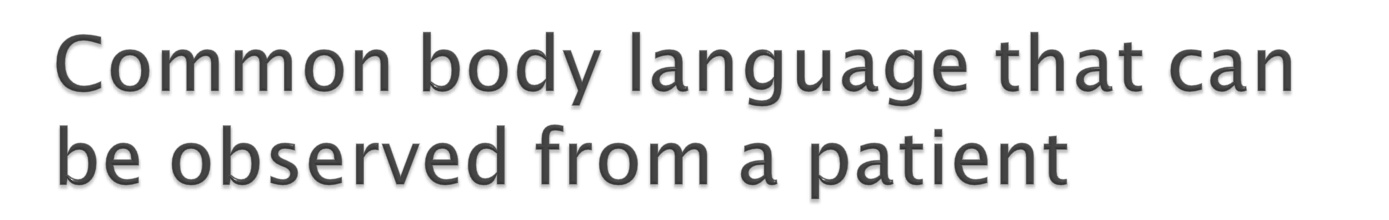 Common body language that can
be observed from a patient